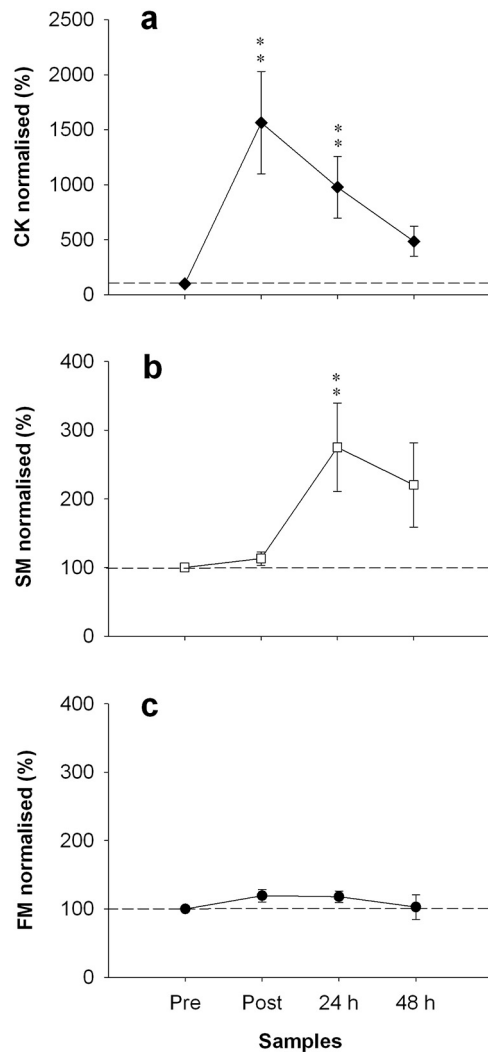 a
2500
2000
1500
1000
500
0
CK normalised (%)
*
*
*
*
b
400
300
200
100
0
SM normalised (%)
*
*
c
400
300
200
100
0
FM normalised (%)
Pre Post 24 h 48 h
Samples